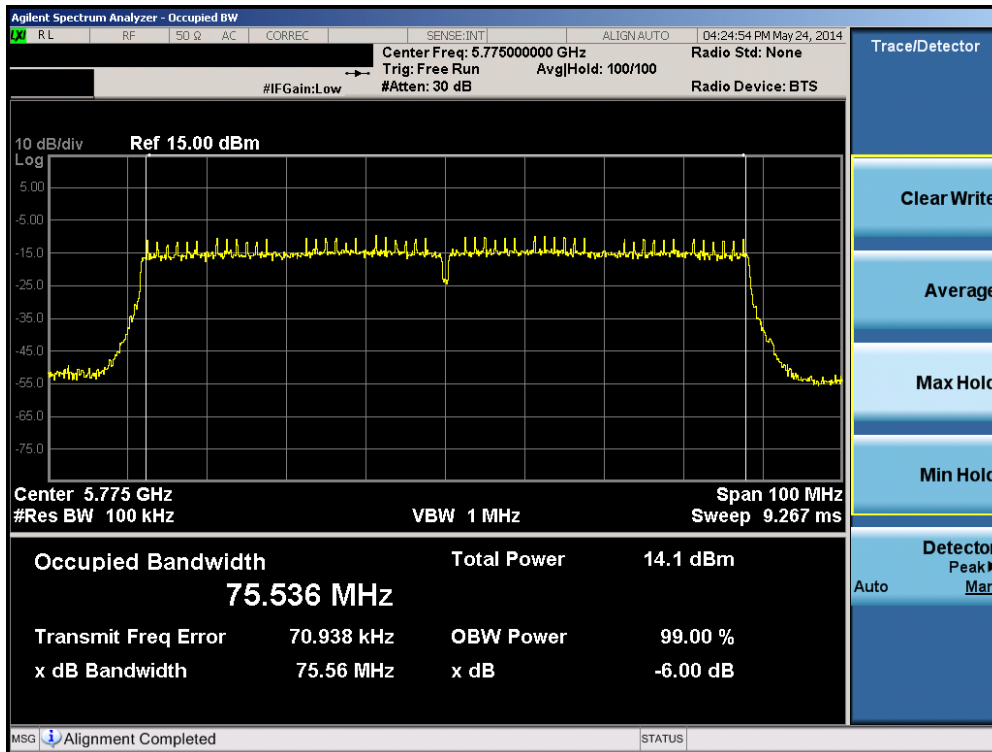 Agilent Spectrum Analyzer - Occupied BW
LXI RL RF 50 Ω AC CORREC SENSE:INT ALIGN AUTO 04:24:54 PM May 24, 2014
Center Freq: 5.775000000 GHz Radio Std: None
Trig: Free Run Avg|Hold: 100/100
#IFGain:Low #Atten: 30 dB Radio Device: BTS
Trace/Detector
10 dB/div Ref 15.00 dBm
Log
5.00
-5.00
-15.0
-25.0
-35.0
-45.0
-55.0
-65.0
-75.0
Center 5.775 GHz Span 100 MHz
#Res BW 100 kHz VBW 1 MHz Sweep 9.267 ms
Occupied Bandwidth Total Power 14.1 dBm
75.536 MHz
Transmit Freq Error 70.938 kHz OBW Power 99.00 %
x dB Bandwidth 75.56 MHz x dB -6.00 dB
Clear Write
Average
Max Hold
Min Hold
Detector
Peak
Auto Man
MSG Alignment Completed STATUS